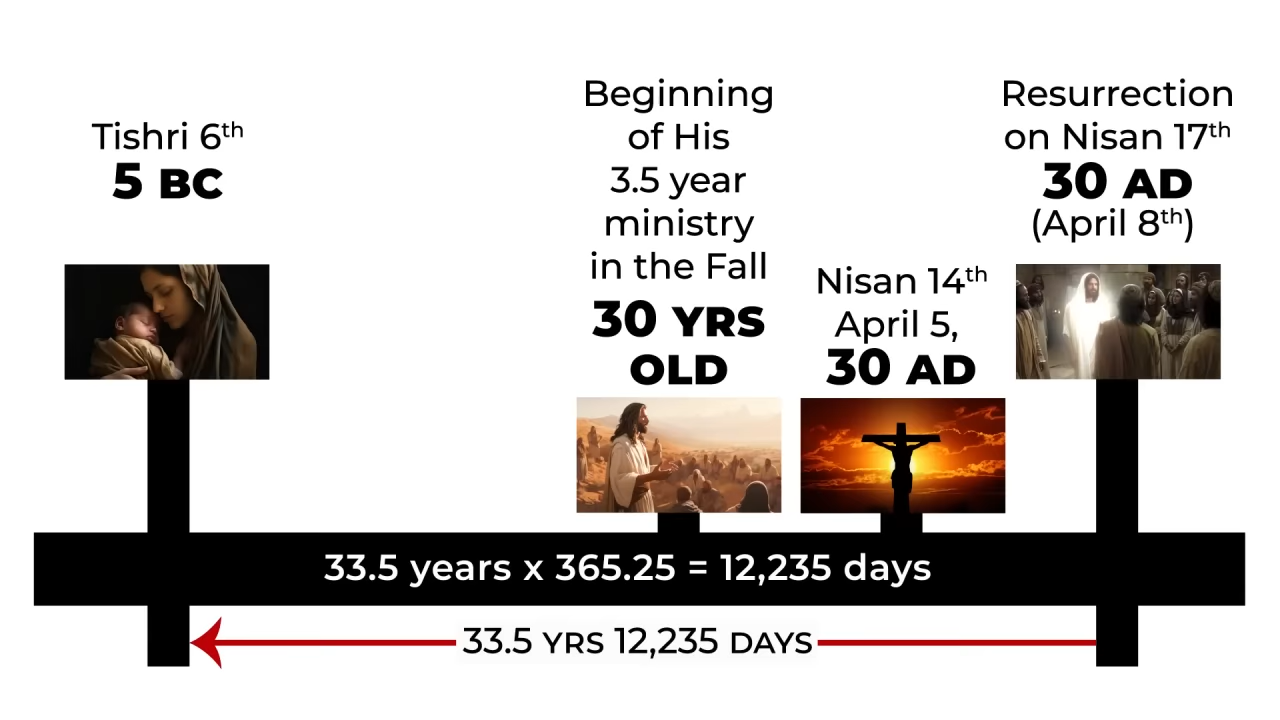 Tishri 6th
5 BC
Beginning
of His
3.5 year
ministry
in the Fall
30 YRS
OLD
Nisan 14th
April 5,
30 AD
Resurrection
on Nisan 17th
30 AD
(April 8th)
33.5 years x 365.25 = 12,235 days
33.5 YRS 12,235 DAYS